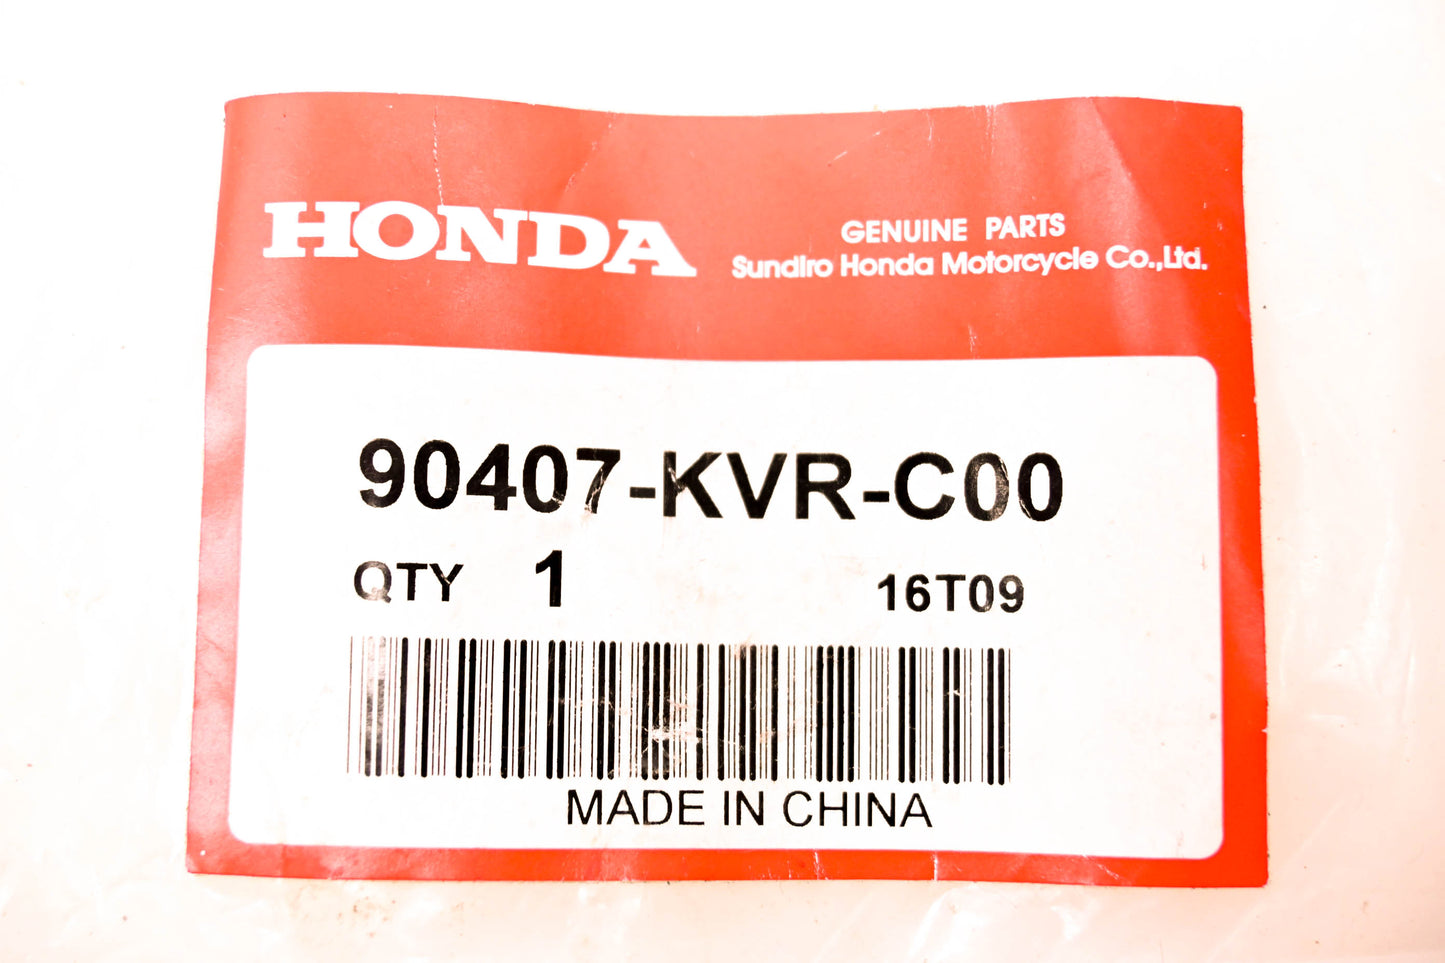 HONDA
GENUINE PARTS
Sundiro Honda Motorcycle Co.,Ltd.
90407-KVR-C00
QTY 1 16T09
MADE IN CHINA